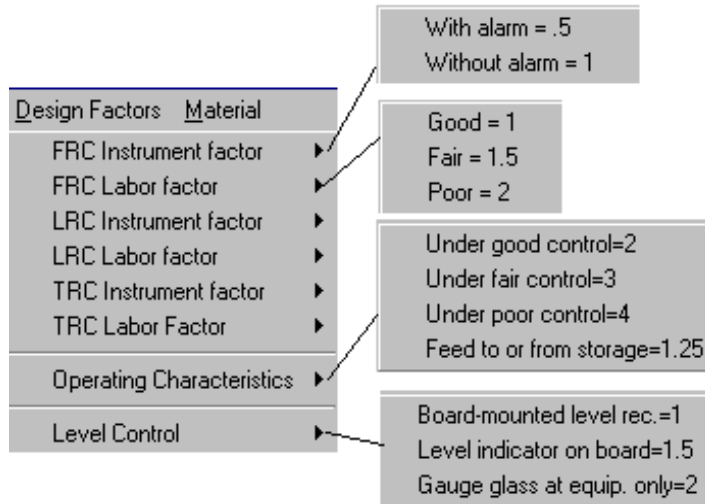 With alarm = .5
Without alarm = 1
Design Factors Material
FRC Instrument factor
FRC Labor factor
LRC Instrument factor
LRC Labor factor
TRC Instrument factor
TRC Labor Factor
Operating Characteristics
Level Control
Good = 1
Fair = 1.5
Poor = 2
Under good control=2
Under fair control=3
Under poor control=4
Feed to or from storage=1.25
Board-mounted level rec.=1
Level indicator on board=1.5
Gauge glass at equip. only=2